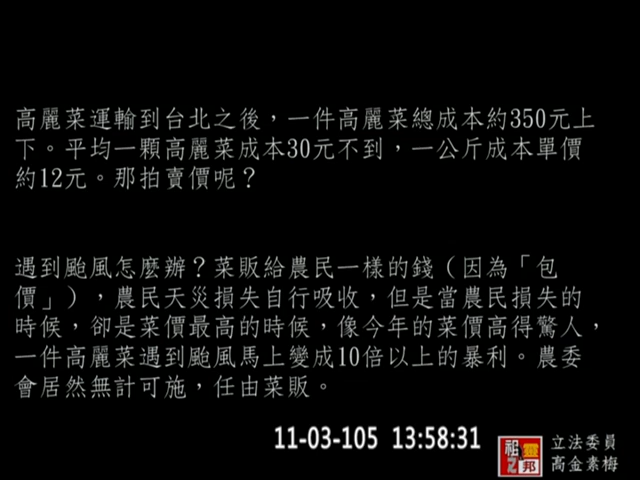 高麗菜運輸到台北之後，一件高麗菜總成本約350元上
下。平均一顆高麗菜成本30元不到，一公斤成本單價
約12元。那拍賣價呢？
遇到颱風怎麼辦？菜販給農民一樣的錢（因為「包
價」），農民天災損失自行吸收，但是當農民損失的
時候，卻是菜價最高的時候，像今年的菜價高得驚人，
一件高麗菜遇到颱風馬上變成10倍以上的暴利。農委
會居然無計可施，任由菜販。
11-03-105 13:58:31
祖靈之邦
立法委員
高金素梅